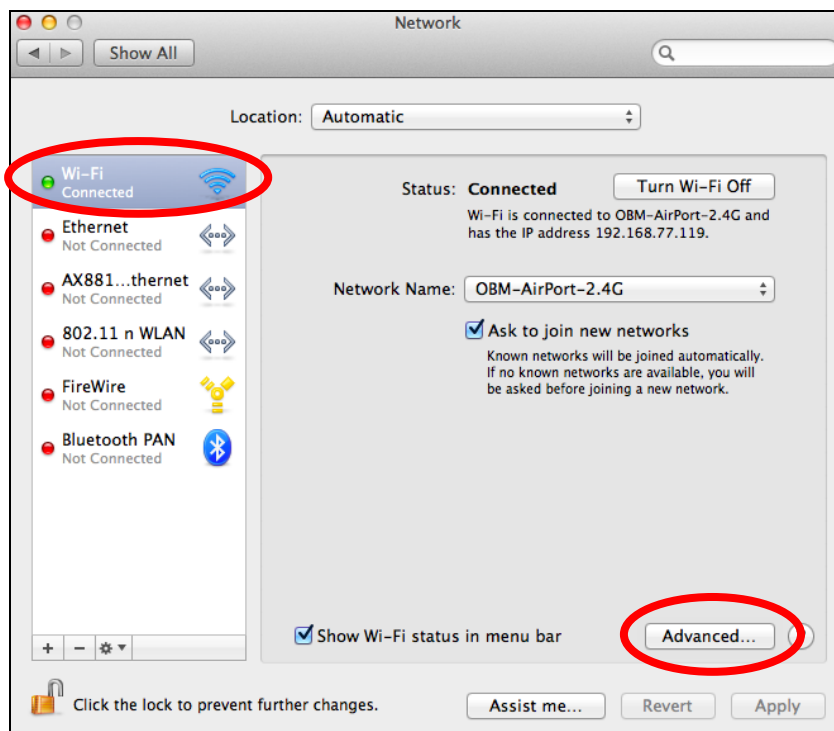 Network
Show All
Location: Automatic
Wi-Fi
Connected
Ethernet
Not Connected
AX881...thernet
Not Connected
802.11 n WLAN
Not Connected
FireWire
Not Connected
Bluetooth PAN
Not Connected
+ −
Status: Connected
Turn Wi-Fi Off
Wi-Fi is connected to OBM-AirPort-2.4G and
has the IP address 192.168.77.119.
Network Name: OBM-AirPort-2.4G
Ask to join new networks
Known networks will be joined automatically.
If no known networks are available, you will
be asked before joining a new network.
Show Wi-Fi status in menu bar
Advanced...
Click the lock to prevent further changes.
Assist me...
Revert
Apply